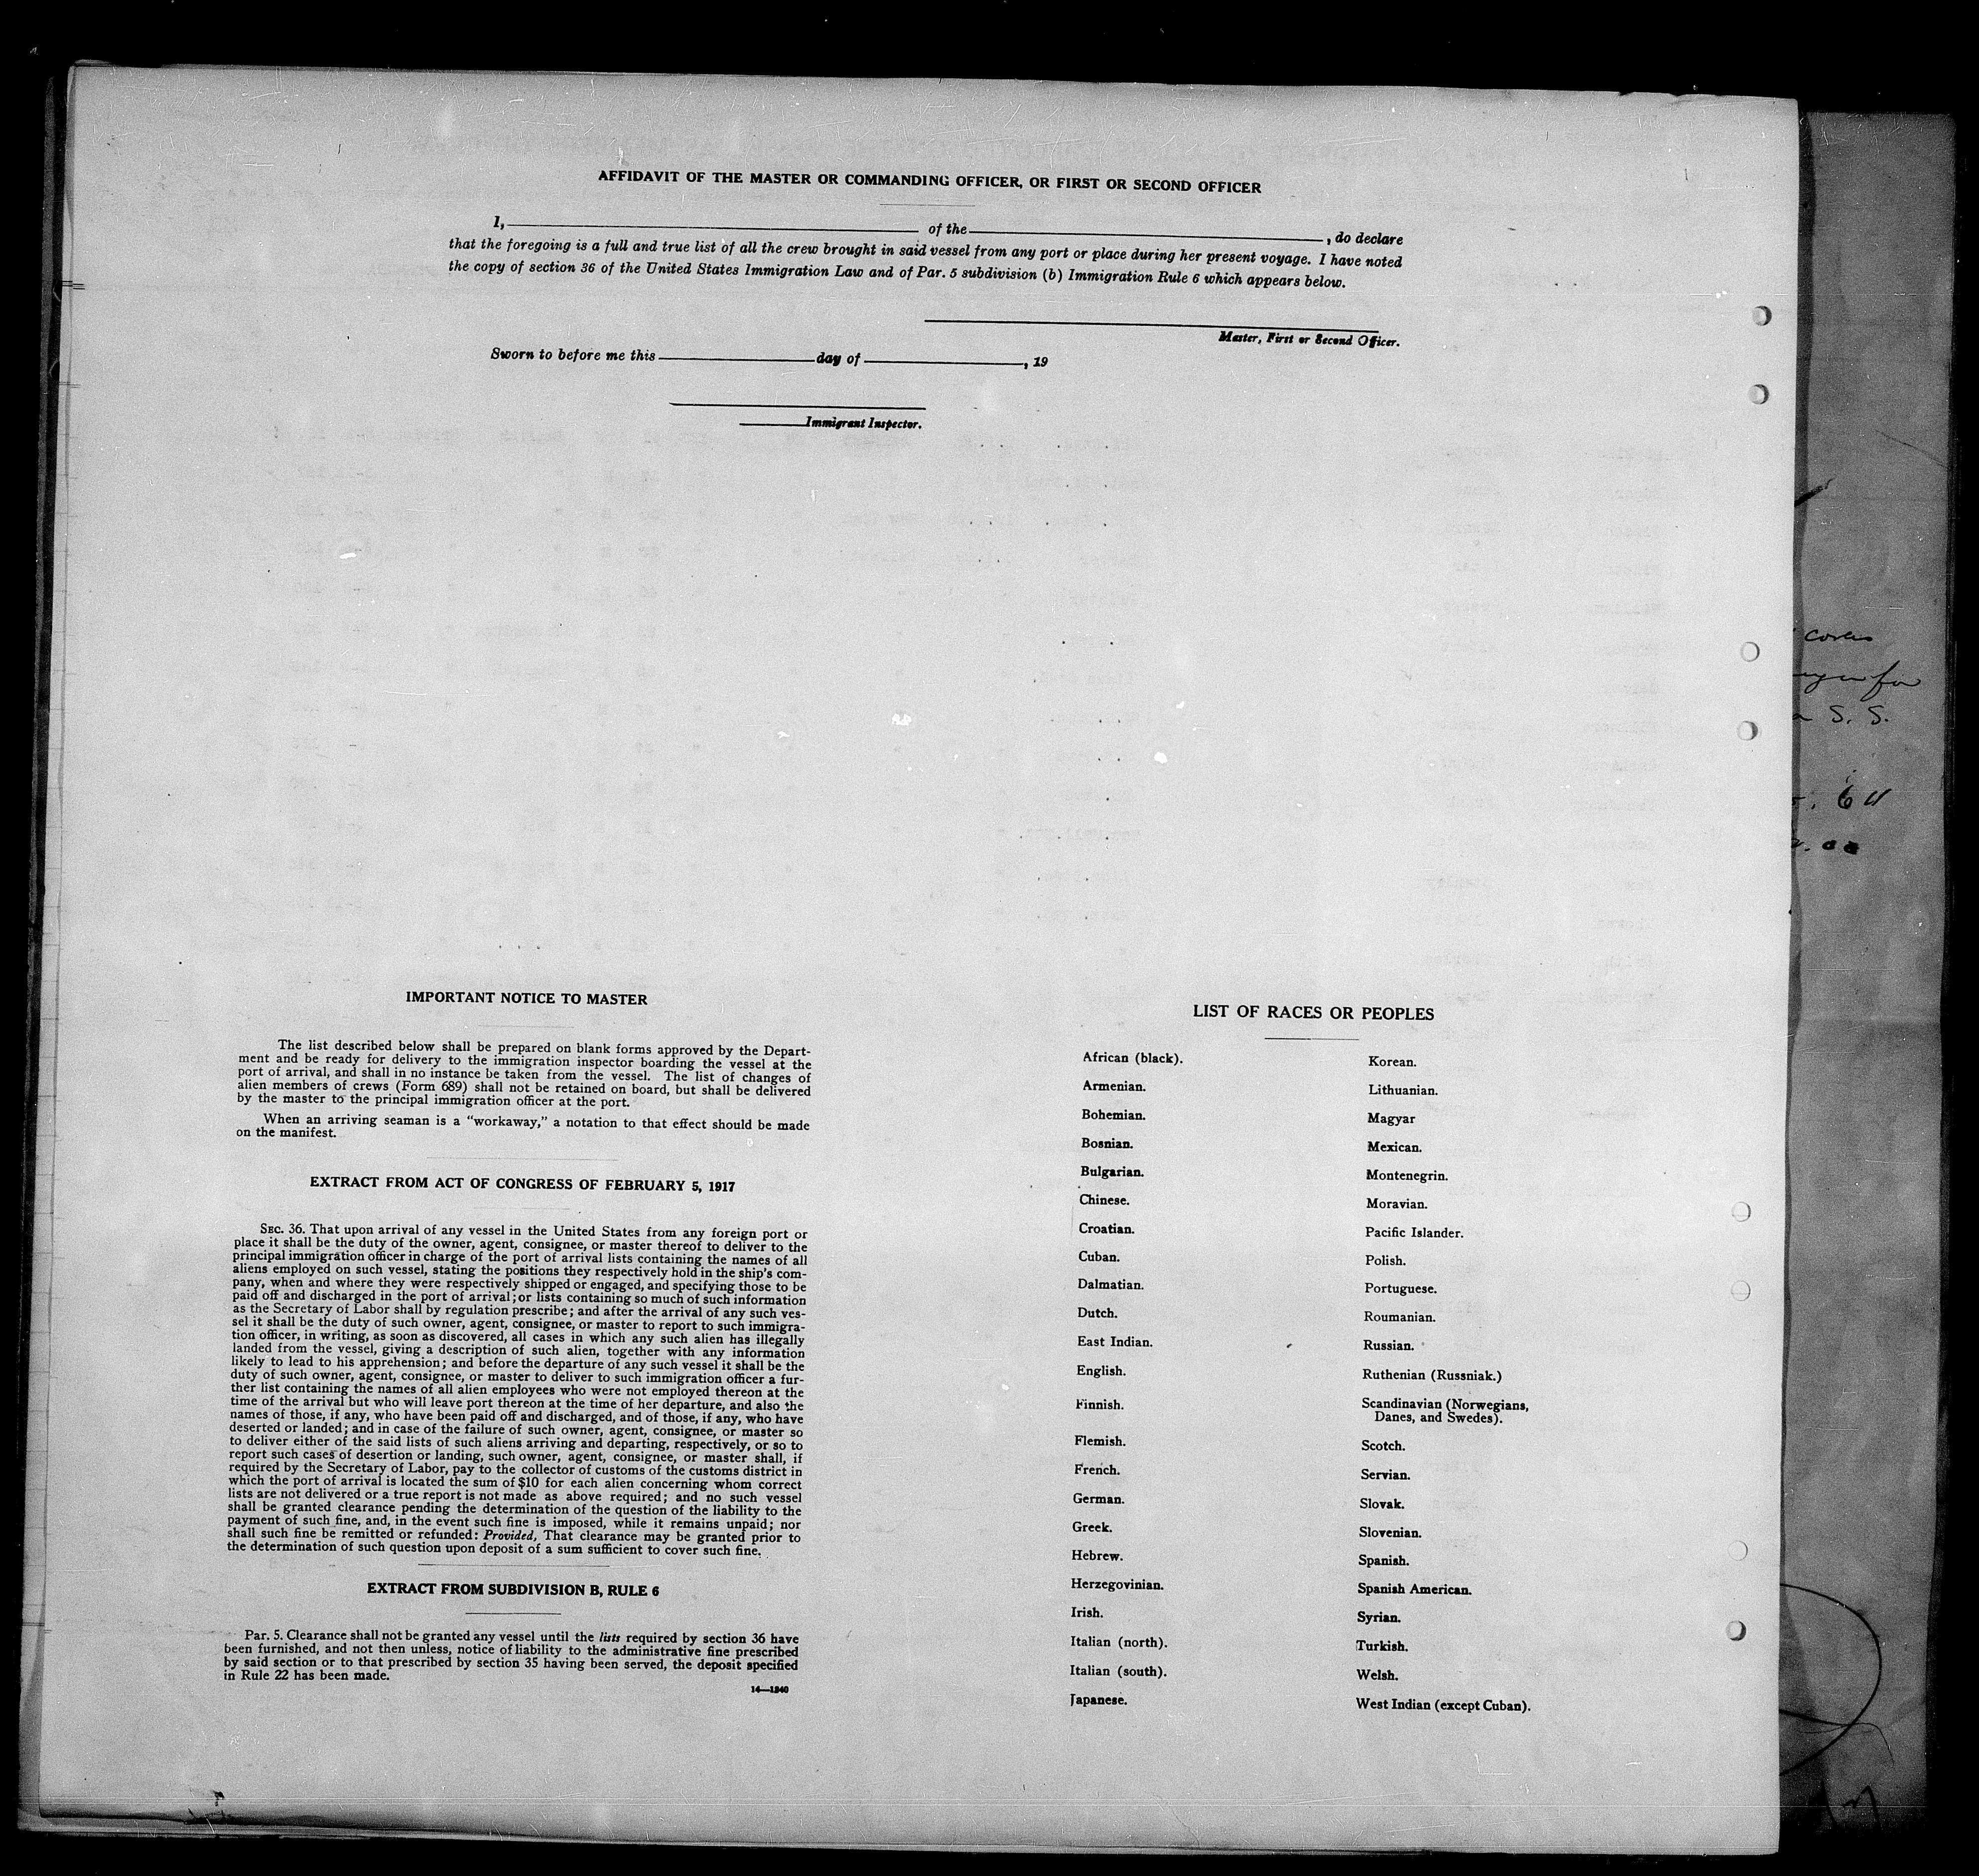 AFFIDAVIT OF THE MASTER OR COMMANDING OFFICER, OR FIRST OR SECOND OFFICER
I, of the , do declare
that the foregoing is a full and true list of all the crew brought in said vessel from any port or place during her present voyage. I have noted
the copy of section 36 of the United States Immigration Law and of Par. 5 subdivision (b) Immigration Rule 6 which appears below.
Master, First or Second Officer.
Sworn to before me this day of , 19
Immigrant Inspector.
IMPORTANT NOTICE TO MASTER
The list described below shall be prepared on blank forms approved by the Depart-
ment and be ready for delivery to the immigration inspector boarding the vessel at the
port of arrival, and shall in no instance be taken from the vessel. The list of changes of
alien members of crews (Form 689) shall not be retained on board, but shall be delivered
by the master to the principal immigration officer at the port.
When an arriving seaman is a "workaway," a notation to that effect should be made
on the manifest.
EXTRACT FROM ACT OF CONGRESS OF FEBRUARY 5, 1917
SEC. 36. That upon arrival of any vessel in the United States from any foreign port or
place it shall be the duty of the owner, agent, consignee, or master thereof to deliver to the
principal immigration officer in charge of the port of arrival lists containing the names of all
aliens employed on such vessel, stating the positions they respectively hold in the ship's com-
pany, when and where they were respectively shipped or engaged, and specifying those to be
paid off and discharged in the port of arrival; or lists containing so much of such information
as the Secretary of Labor shall by regulation prescribe; and after the arrival of any such ves-
sel it shall be the duty of such owner, agent, consignee, or master to report to such immigra-
tion officer, in writing, as soon as discovered, all cases in which any such alien has illegally
landed from the vessel, giving a description of such alien, together with any information
likely to lead to his apprehension; and before the departure of any such vessel it shall be the
duty of such owner, agent, consignee, or master to deliver to such immigration officer a fur-
ther list containing the names of all alien employees who were not employed thereon at the
time of the arrival but who will leave port thereon at the time of her departure, and also the
names of those, if any, who have been paid off and discharged, and of those, if any, who have
deserted or landed; and in case of the failure of such owner, agent, consignee, or master so
to deliver either of the said lists of such aliens arriving and departing, respectively, or so to
report such cases of desertion or landing, such owner, agent, consignee, or master shall, if
required by the Secretary of Labor, pay to the collector of customs of the customs district in
which the port of arrival is located the sum of $10 for each alien concerning whom correct
lists are not delivered or a true report is not made as above required; and no such vessel
shall be granted clearance pending the determination of the question of the liability to the
payment of such fine, and, in the event such fine is imposed, while it remains unpaid; nor
shall such fine be remitted or refunded: Provided, That clearance may be granted prior to
the determination of such question upon deposit of a sum sufficient to cover such fine.
EXTRACT FROM SUBDIVISION B, RULE 6
Par. 5. Clearance shall not be granted any vessel until the lists required by section 36 have
been furnished, and not then unless, notice of liability to the administrative fine prescribed
by said section or to that prescribed by section 35 having been served, the deposit specified
in Rule 22 has been made.
14—1240
LIST OF RACES OR PEOPLES
African (black).
Armenian.
Bohemian.
Bosnian.
Bulgarian.
Chinese.
Croatian.
Cuban.
Dalmatian.
Dutch.
East Indian.
English.
Finnish.
Flemish.
French.
German.
Greek.
Hebrew.
Herzegovinian.
Irish.
Italian (north).
Italian (south).
Japanese.
Korean.
Lithuanian.
Magyar
Mexican.
Montenegrin.
Moravian.
Pacific Islander.
Polish.
Portuguese.
Roumanian.
Russian.
Ruthenian (Russniak.)
Scandinavian (Norwegians,
Danes, and Swedes).
Scotch.
Servian.
Slovak.
Slovenian.
Spanish.
Spanish American.
Syrian.
Turkish.
Welsh.
West Indian (except Cuban).
S. S.